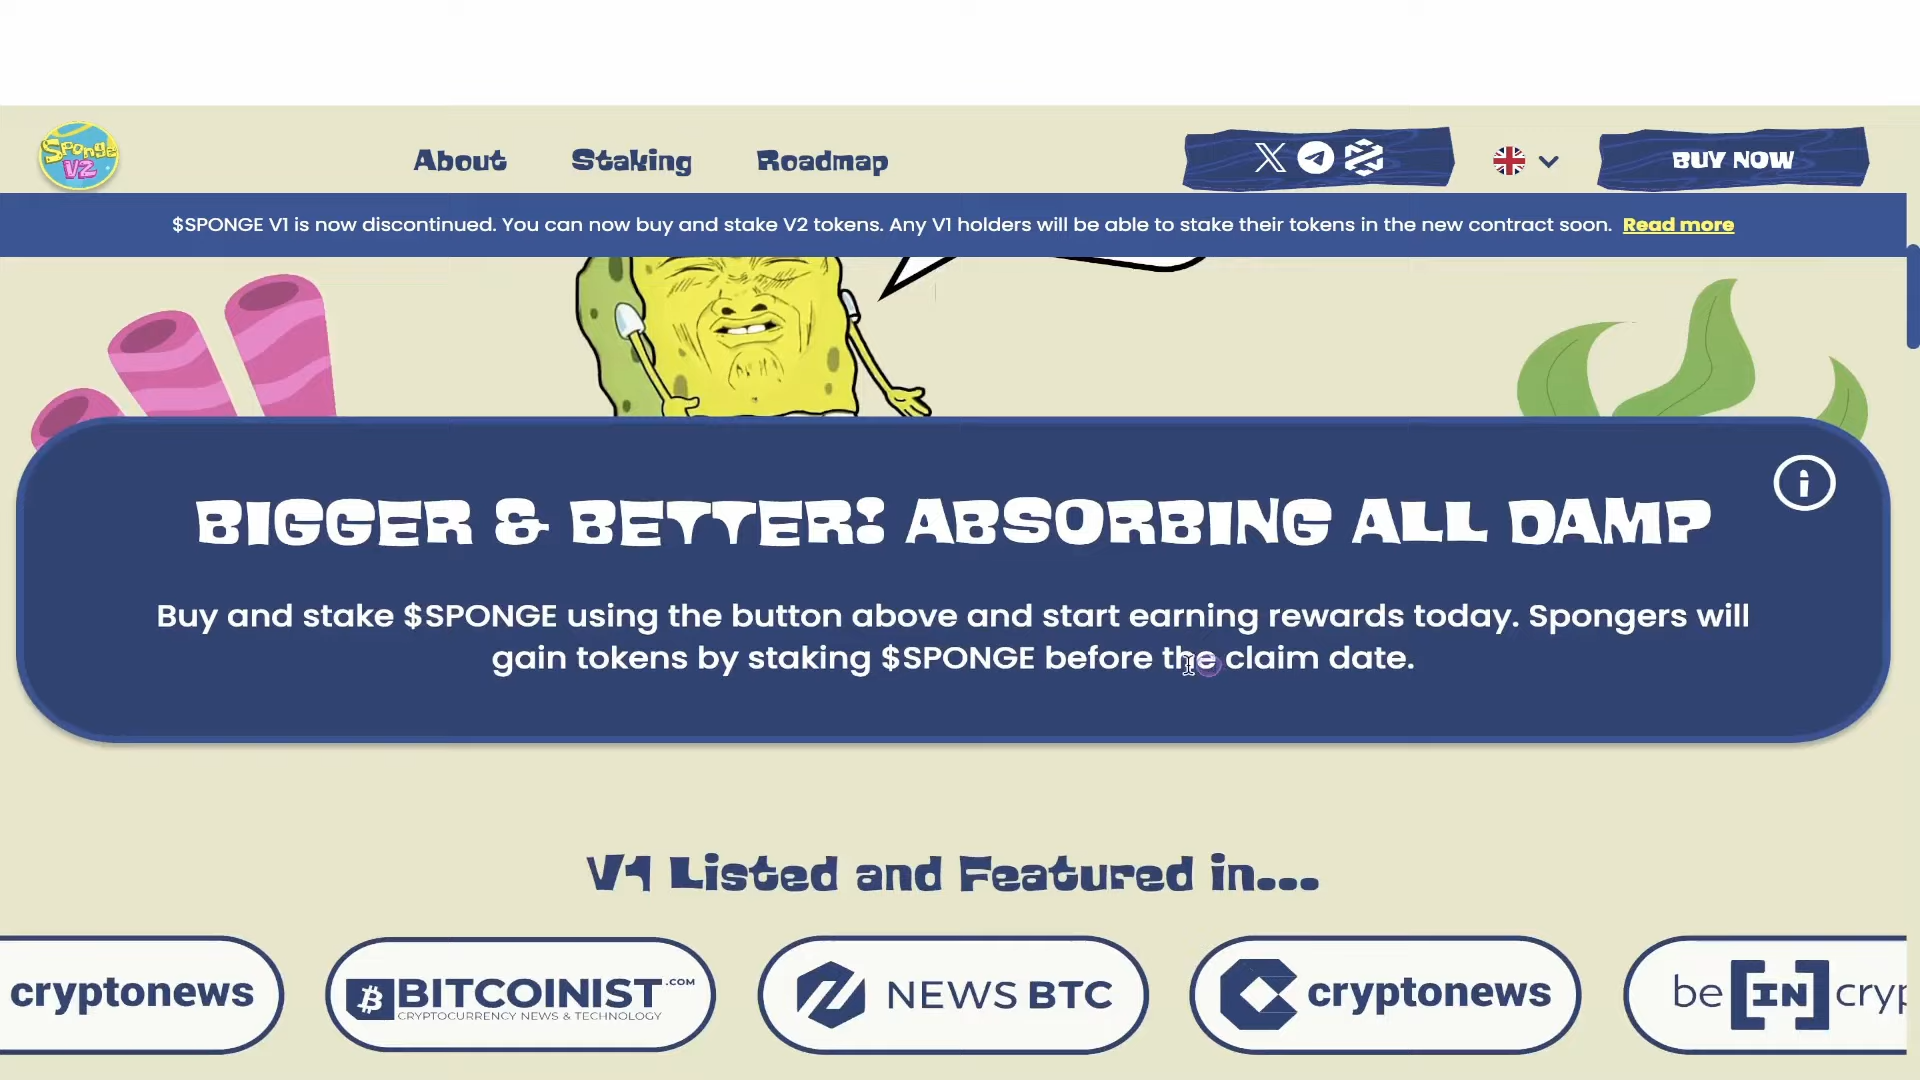 Sponge
V2
About
Staking
Roadmap
BUY NOW
$SPONGE V1 is now discontinued. You can now buy and stake V2 tokens. Any V1 holders will be able to stake their tokens in the new contract soon. Read more
BIGGER & BETTER! ABSORBING ALL DAMP
Buy and stake $SPONGE using the button above and start earning rewards today. Spongers will
gain tokens by staking $SPONGE before the claim date.
V1 Listed and Featured in...
cryptonews
BITCOINIST.COM
CRYPTOCURRENCY NEWS & TECHNOLOGY
NEWS BTC
cryptonews
be[IN]cryp